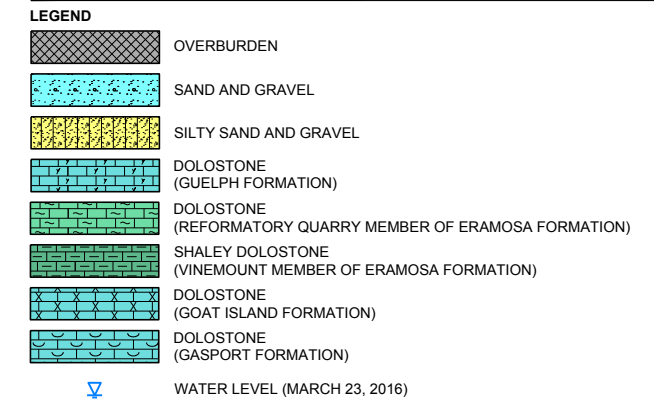 LEGEND
OVERBURDEN
SAND AND GRAVEL
SILTY SAND AND GRAVEL
DOLOSTONE
(GUELPH FORMATION)
DOLOSTONE
(REFORMATORY QUARRY MEMBER OF ERAMOSA FORMATION)
SHALEY DOLOSTONE
(VINEMOUNT MEMBER OF ERAMOSA FORMATION)
DOLOSTONE
(GOAT ISLAND FORMATION)
DOLOSTONE
(GASPORT FORMATION)
WATER LEVEL (MARCH 23, 2016)